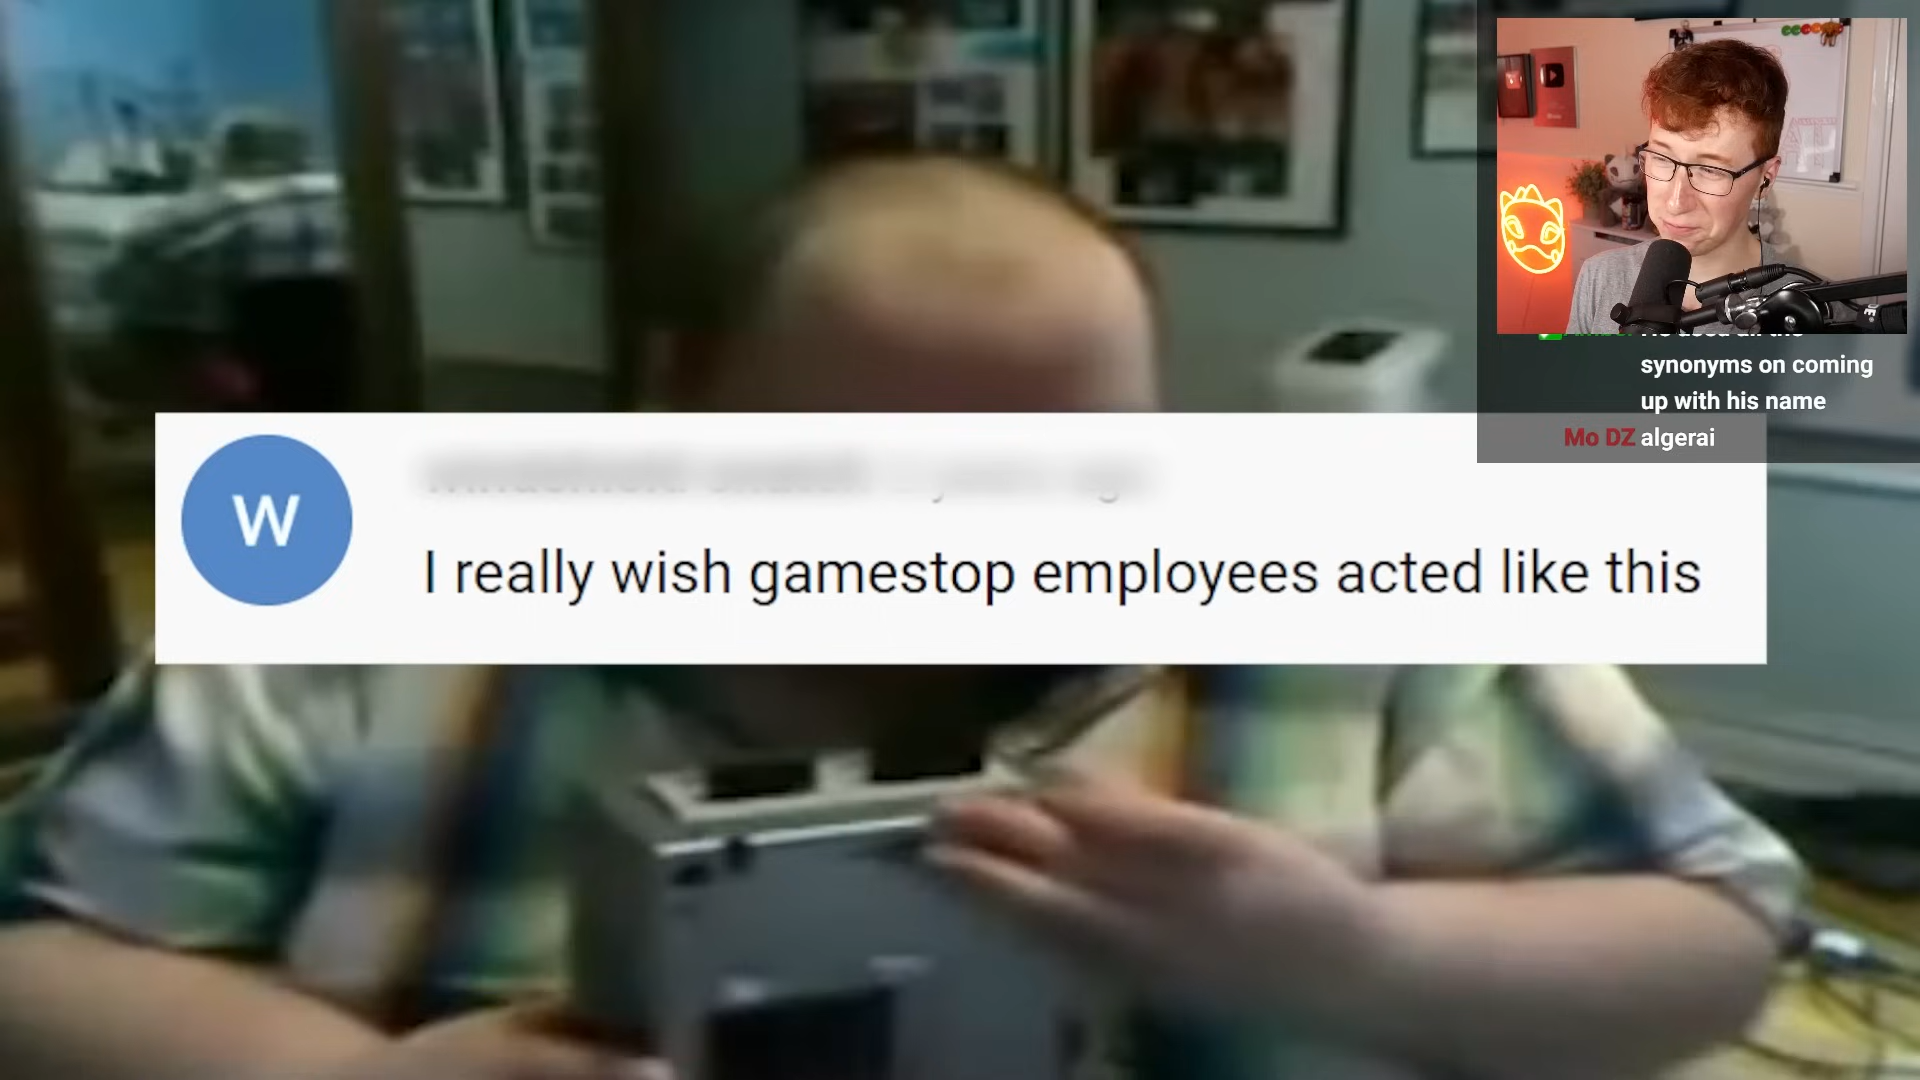 synonyms on coming
up with his name
Mo DZ algerai
W
I really wish gamestop employees acted like this